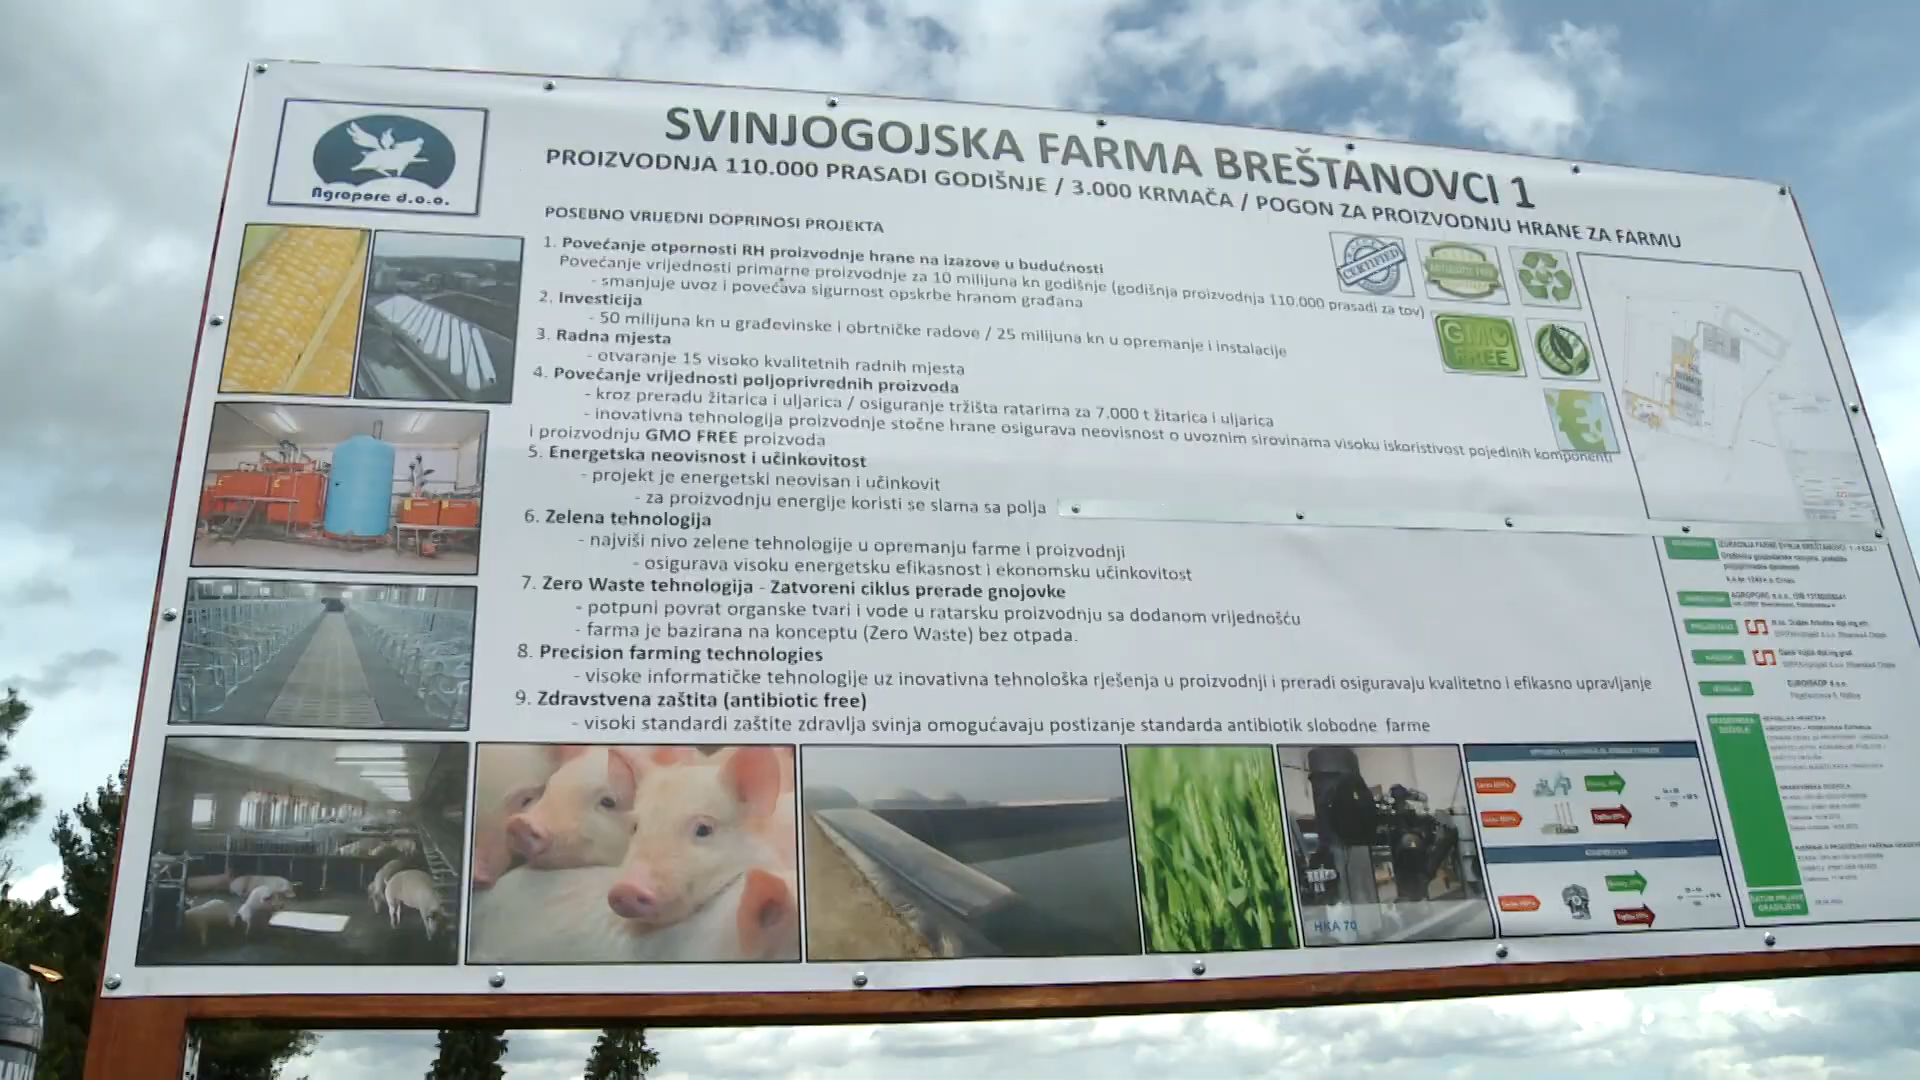 Agroporc d.o.o.
SVINJOGOJSKA FARMA BREŠTANOVCI 1
PROIZVODNJA 110.000 PRASADI GODIŠNJE / 3.000 KRMAČA / POGON ZA PROIZVODNJU HRANE ZA FARMU
POSEBNO VRIJEDNI DOPRINOSI PROJEKTA
1. Povećanje otpornosti RH proizvodnje hrane na izazove u budućnosti
Povećanje vrijednosti primarne proizvodnje za 10 milijuna kn godišnje (godišnja proizvodnja 110.000 prasadi za tov)
- smanjuje uvoz i povećava sigurnost opskrbe hranom građana
2. Investicija
- 50 milijuna kn u građevinske i obrtničke radove / 25 milijuna kn u opremanje i instalacije
3. Radna mjesta
- otvaranje 15 visoko kvalitetnih radnih mjesta
4. Povećanje vrijednosti poljoprivrednih proizvoda
- kroz preradu žitarica i uljarica / osiguranje tržišta ratarima za 7.000 t žitarica i uljarica
- inovativna tehnologija proizvodnje stočne hrane osigurava neovisnost o uvoznim sirovinama visoku iskoristivost pojedinih komponenti
i proizvodnju GMO FREE proizvoda
5. Energetska neovisnost i učinkovitost
- projekt je energetski neovisan i učinkovit
- za proizvodnju energije koristi se slama sa polja
6. Zelena tehnologija
- najviši nivo zelene tehnologije u opremanju farme i proizvodnji
- osigurava visoku energetsku efikasnost i ekonomsku učinkovitost
7. Zero Waste tehnologija - Zatvoreni ciklus prerade gnojovke
- potpuni povrat organske tvari i vode u ratarsku proizvodnju sa dodanom vrijednošću
- farma je bazirana na konceptu (Zero Waste) bez otpada.
8. Precision farming technologies
- visoke informatičke tehnologije uz inovativna tehnološka rješenja u proizvodnji i preradi osiguravaju kvalitetno i efikasno upravljanje
9. Zdravstvena zaštita (antibiotic free)
- visoki standardi zaštite zdravlja svinja omogućavaju postizanje standarda antibiotik slobodne farme
CERTIFIED
GMO
FREE
HKA 70
DATUM PRIJAVE
GRADILIŠTA